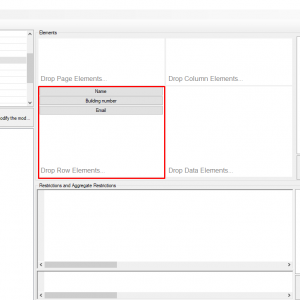 Elements
Drop Page Elements...
Drop Column Elements...
Name
Building number
Email
odify the mod...
Drop Row Elements...
Drop Data Elements...
Restrictions and Aggregate Restrictions